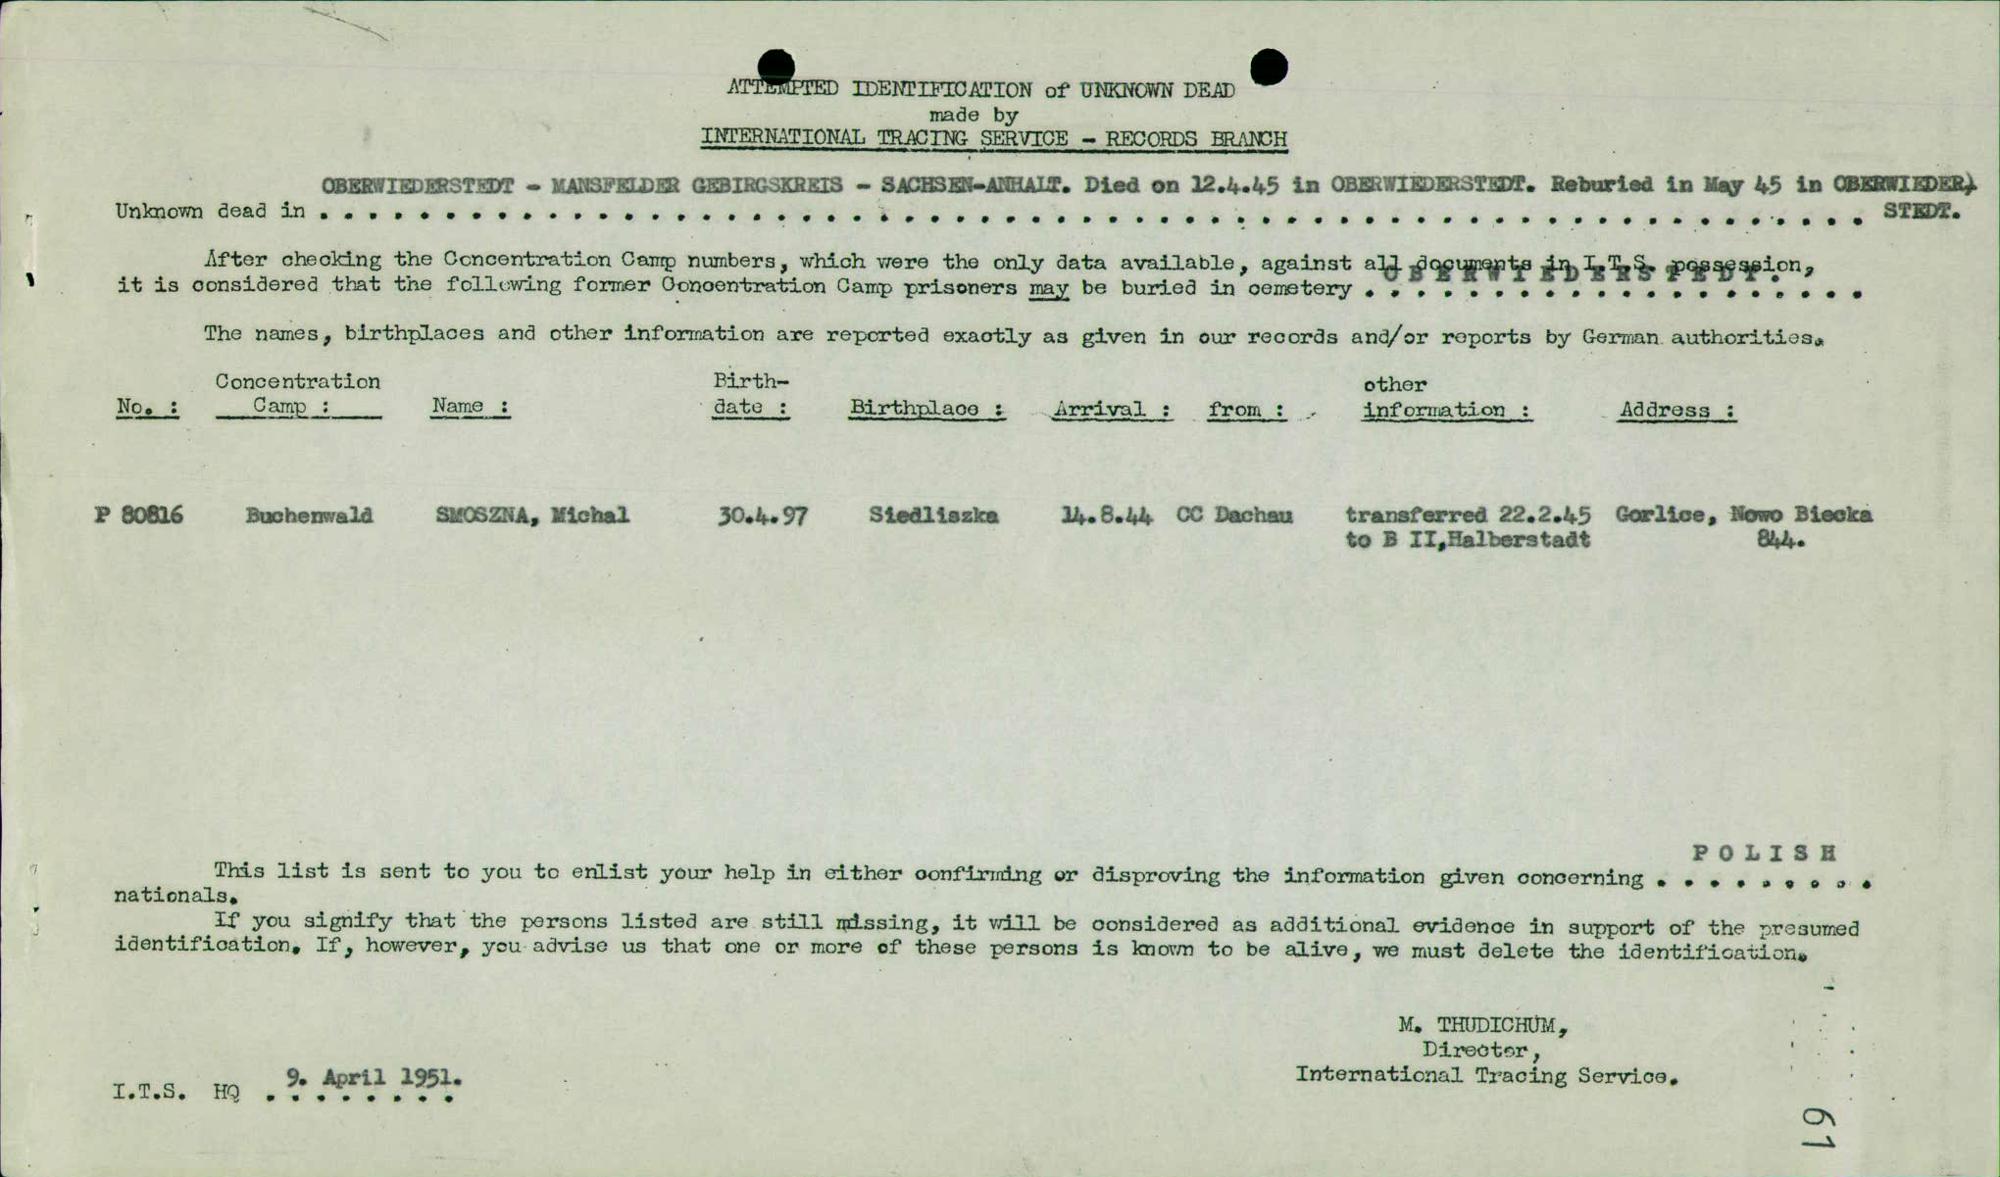 ATTEMPTED IDENTIFICATION of UNKNOWN DEAD
made by
INTERNATIONAL TRACING SERVICE - RECORDS BRANCH
OBERWIEDERSTEDT - MANSFELDER GEBIRGSKREIS - SACHSEN-ANHALT. Died on 12.4.45 in OBERWIEDERSTEDT. Reburied in May 45 in OBERWIEDER
Unknown dead in . . . . . . . . . . . . . . . . . . . . . . . . . . . . . . . . STEDT.
After checking the Concentration Camp numbers, which were the only data available, against all documents in I.T.S. possession,
OBERWIEDERSTEDT.
it is considered that the following former Concentration Camp prisoners may be buried in cemetery . . . . . . . . . . . . . . . . . . .
The names, birthplaces and other information are reported exactly as given in our records and/or reports by German authorities.
Concentration Birth- other
No. : Camp : Name : date : Birthplace : Arrival : from : information : Address :
P 80816 Buchenwald SMOSZNA, Michal 30.4.97 Siedliszka 14.8.44 CC Dachau transferred 22.2.45 Gorlice, Nowo Biecka
to B II,Halberstadt 844.
POLISH
This list is sent to you to enlist your help in either confirming or disproving the information given concerning . . . . . . . . .
nationals.
If you signify that the persons listed are still missing, it will be considered as additional evidence in support of the presumed
identification. If, however, you advise us that one or more of these persons is known to be alive, we must delete the identification.
M. THUDICHUM,
Director,
International Tracing Service.
9. April 1951.
I.T.S. HQ . . . . . . . .
61